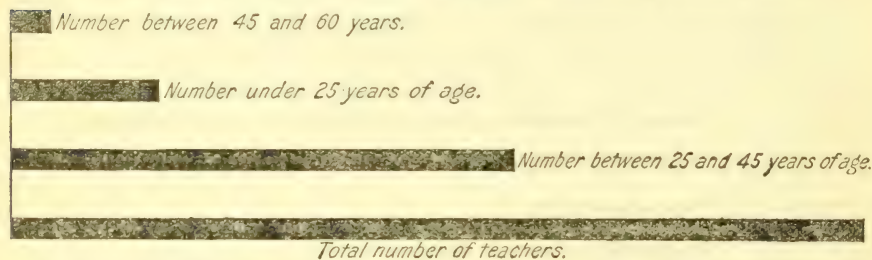 Number between 45 and 60 years.
Number under 25 years of age.
Number between 25 and 45 years of age.
Total number of teachers.